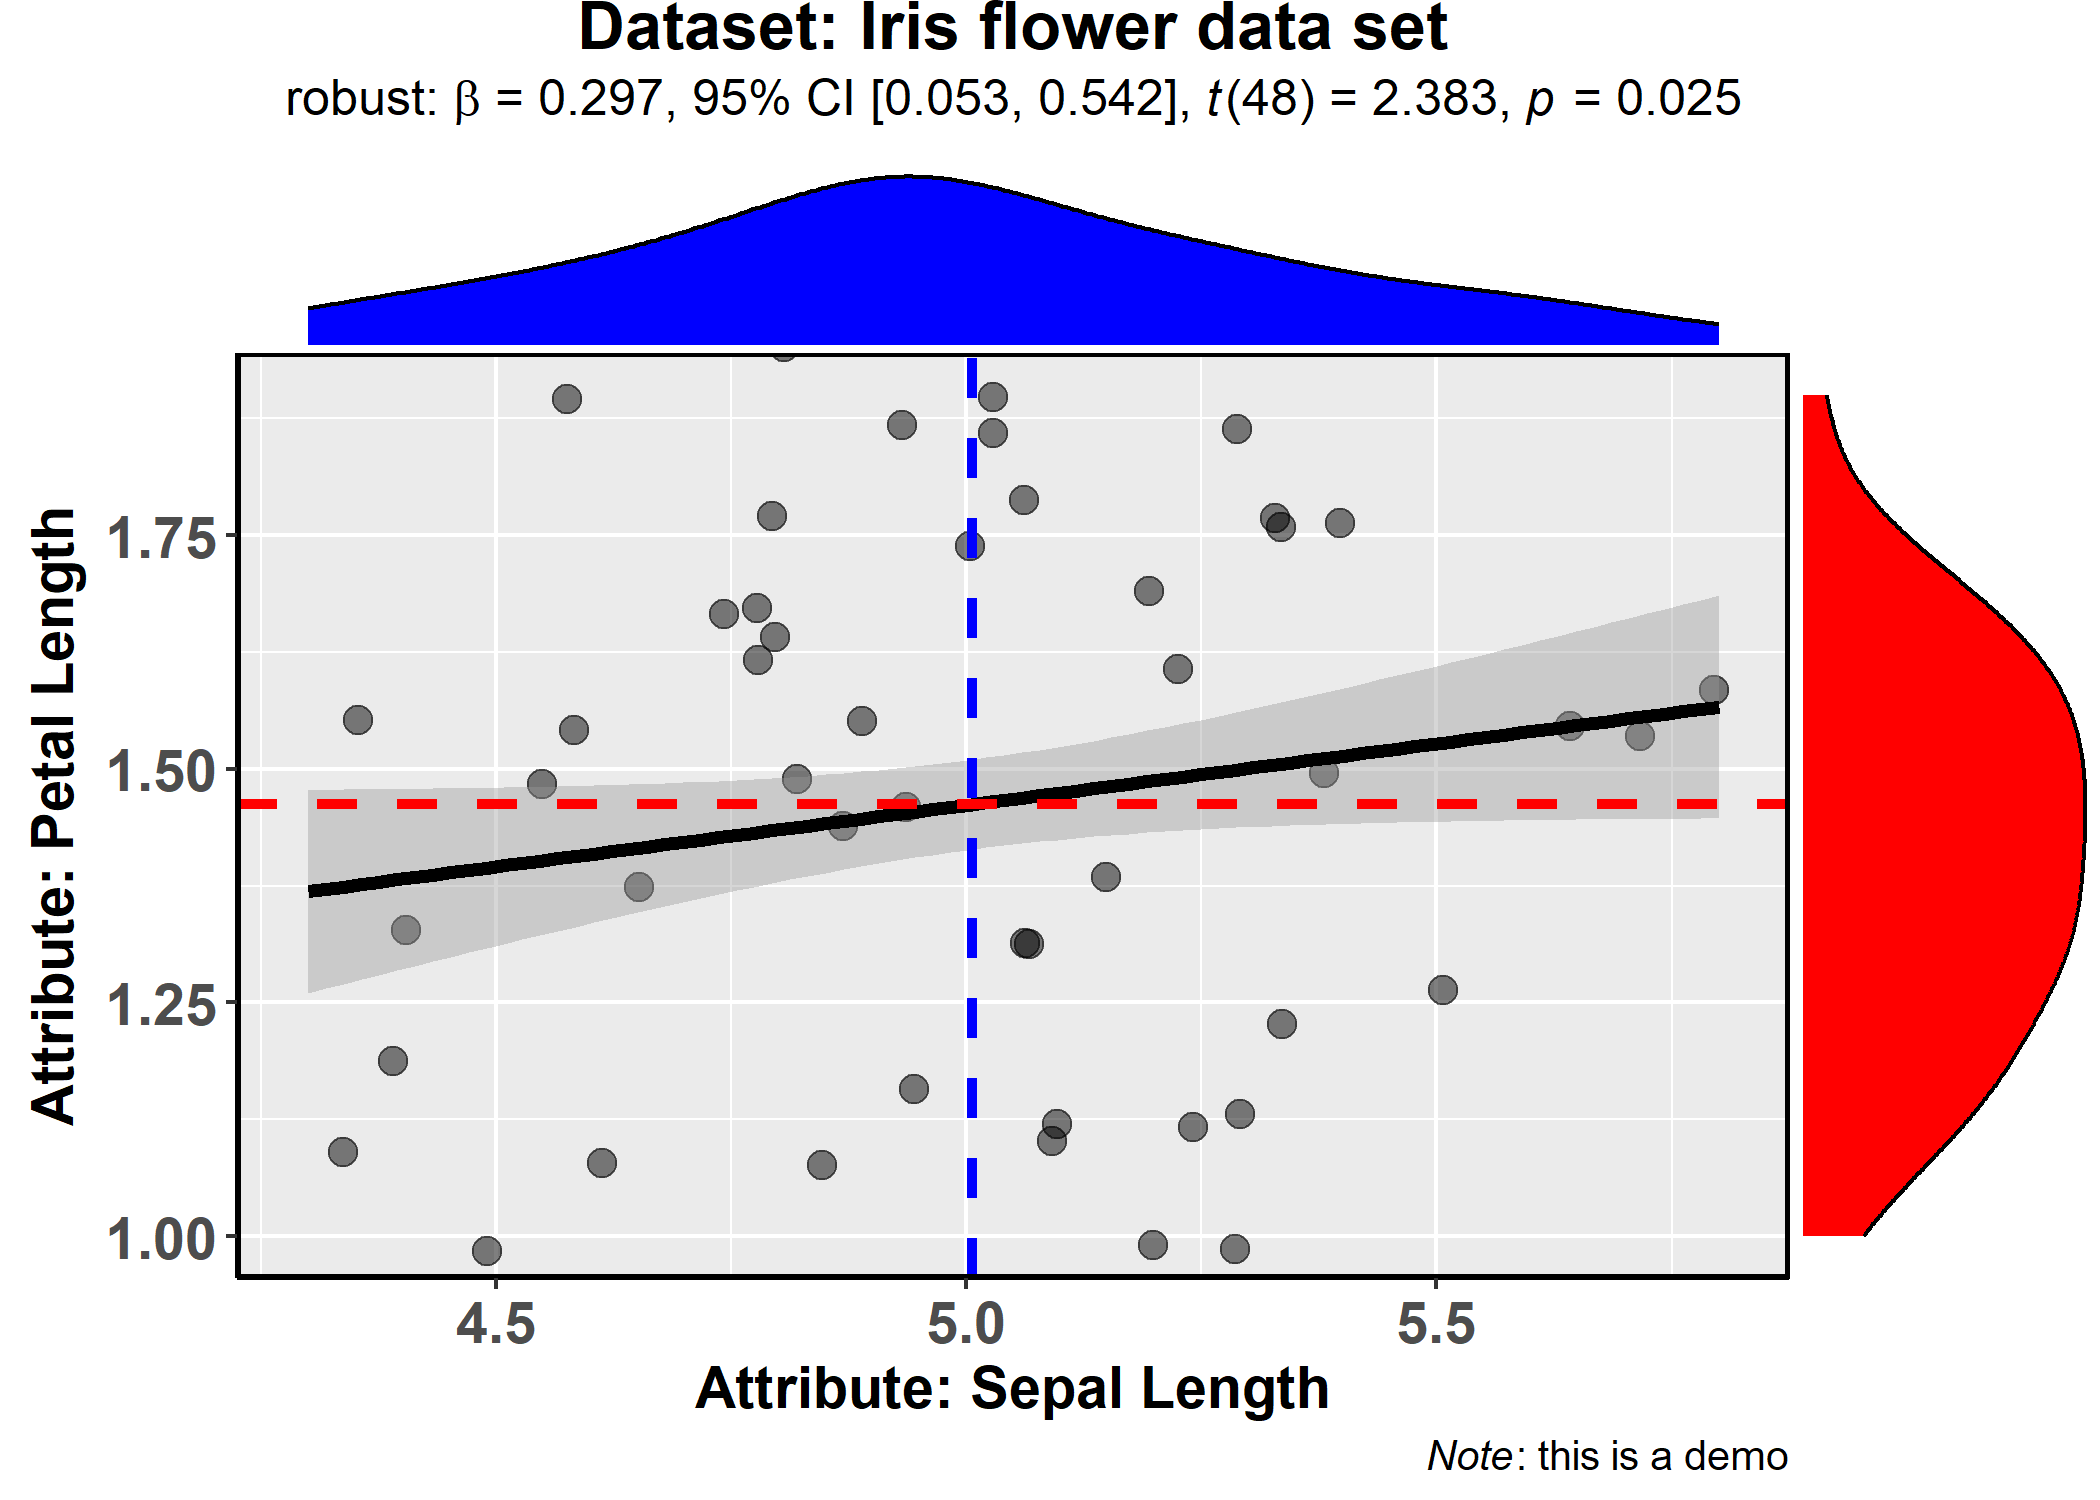 Dataset: Iris flower data set
robust: β = 0.297, 95% CI [0.053, 0.542], t(48) = 2.383, p = 0.025
Attribute: Petal Length
1.75
1.50
1.25
1.00
4.5 5.0 5.5
Attribute: Sepal Length
Note: this is a demo